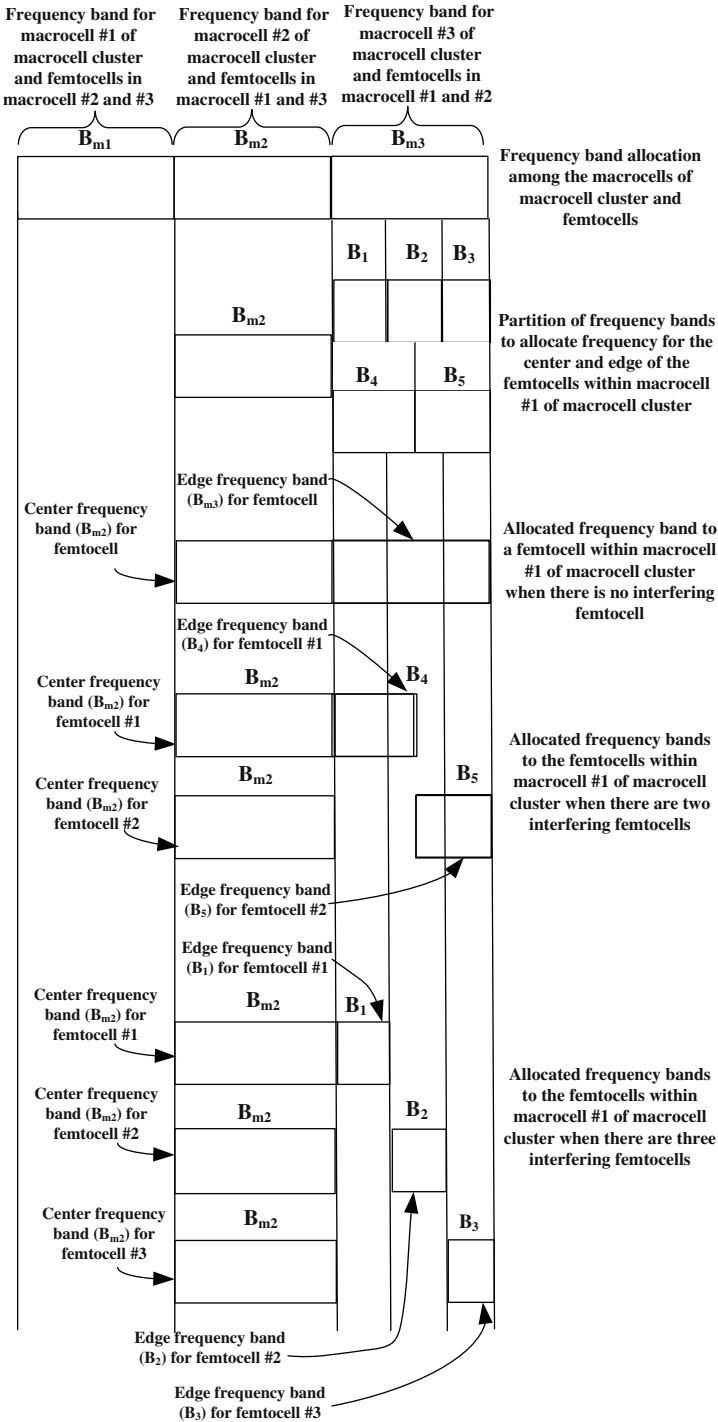 Frequency band for
macrocell #1 of
macrocell cluster
and femtocells in
macrocell #2 and #3
Frequency band for
macrocell #2 of
macrocell cluster
and femtocells in
macrocell #1 and #3
Frequency band for
macrocell #3 of
macrocell cluster
and femtocells in
macrocell #1 and #2
Bm1
Bm2
Bm3
Frequency band allocation
among the macrocells of
macrocell cluster and
femtocells
B1
B2
B3
Bm2
Partition of frequency bands
to allocate frequency for the
center and edge of the
femtocells within macrocell
#1 of macrocell cluster
B4
B5
Edge frequency band
(Bm3) for femtocell
Center frequency
band (Bm2) for
femtocell
Allocated frequency band to
a femtocell within macrocell
#1 of macrocell cluster
when there is no interfering
femtocell
Edge frequency band
(B4) for femtocell #1
Center frequency
band (Bm2) for
femtocell #1
Bm2
B4
Center frequency
band (Bm2) for
femtocell #2
Bm2
B5
Allocated frequency bands
to the femtocells within
macrocell #1 of macrocell
cluster when there are two
interfering femtocells
Edge frequency band
(B5) for femtocell #2
Edge frequency band
(B1) for femtocell #1
Center frequency
band (Bm2) for
femtocell #1
Bm2
B1
Center frequency
band (Bm2) for
femtocell #2
Bm2
B2
Allocated frequency bands
to the femtocells within
macrocell #1 of macrocell
cluster when there are three
interfering femtocells
Center frequency
band (Bm2) for
femtocell #3
Bm2
B3
Edge frequency band
(B2) for femtocell #2
Edge frequency band
(B3) for femtocell #3